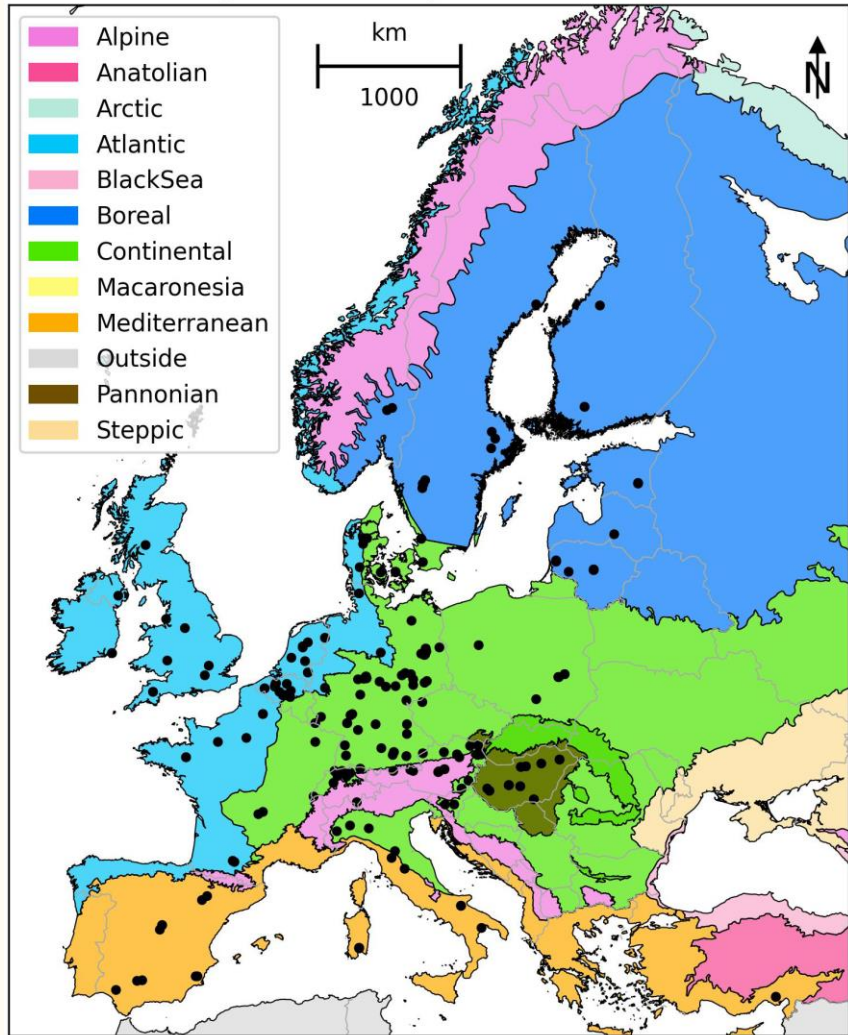 Alpine
Anatolian
Arctic
Atlantic
BlackSea
Boreal
Continental
Macaronesia
Mediterranean
Outside
Pannonian
Steppic
km
1000
N